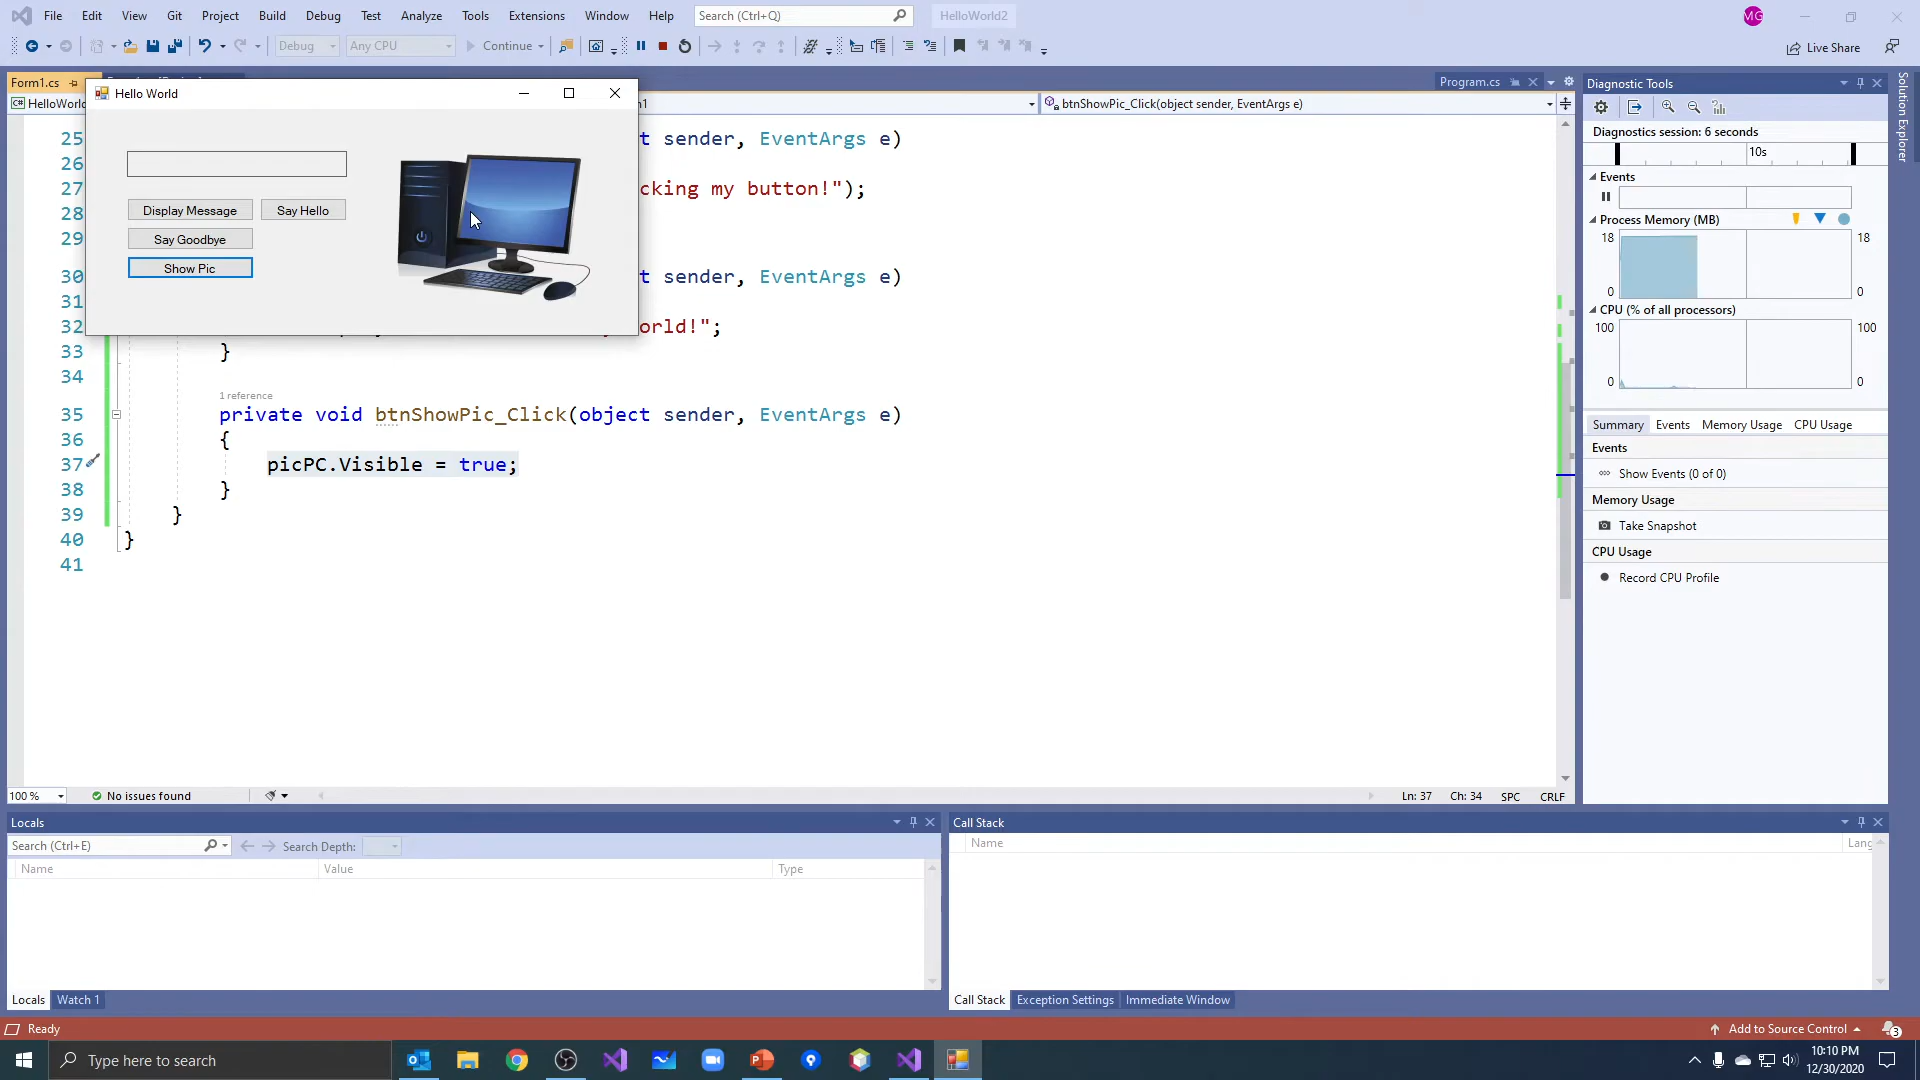 File Edit View Git Project Build Debug Test Analyze Tools Extensions Window Help Search (Ctrl+Q) HelloWorld2 MG
Debug Any CPU Continue Live Share
Form1.cs Program.cs
Hello World
HelloWorld btnShowPic_Click(object sender, EventArgs e)
25 t sender, EventArgs e)
26
27 cking my button!");
28
29
30 t sender, EventArgs e)
31
32 orld!";
33 }
34
1 reference
35 private void btnShowPic_Click(object sender, EventArgs e)
36 {
37 picPC.Visible = true;
38 }
39 }
40 }
41
Display Message Say Hello
Say Goodbye
Show Pic
100 % No issues found Ln: 37 Ch: 34 SPC CRLF
Diagnostic Tools
Diagnostics session: 6 seconds
10s
Events
Process Memory (MB)
18 18
0 0
CPU (% of all processors)
100 100
0 0
Summary Events Memory Usage CPU Usage
Events
Show Events (0 of 0)
Memory Usage
Take Snapshot
CPU Usage
Record CPU Profile
Solution Explorer
Locals
Search (Ctrl+E) Search Depth:
Name Value Type
Locals Watch 1
Call Stack
Name Lang
Call Stack Exception Settings Immediate Window
Ready Add to Source Control 3
Type here to search
10:10 PM
12/30/2020